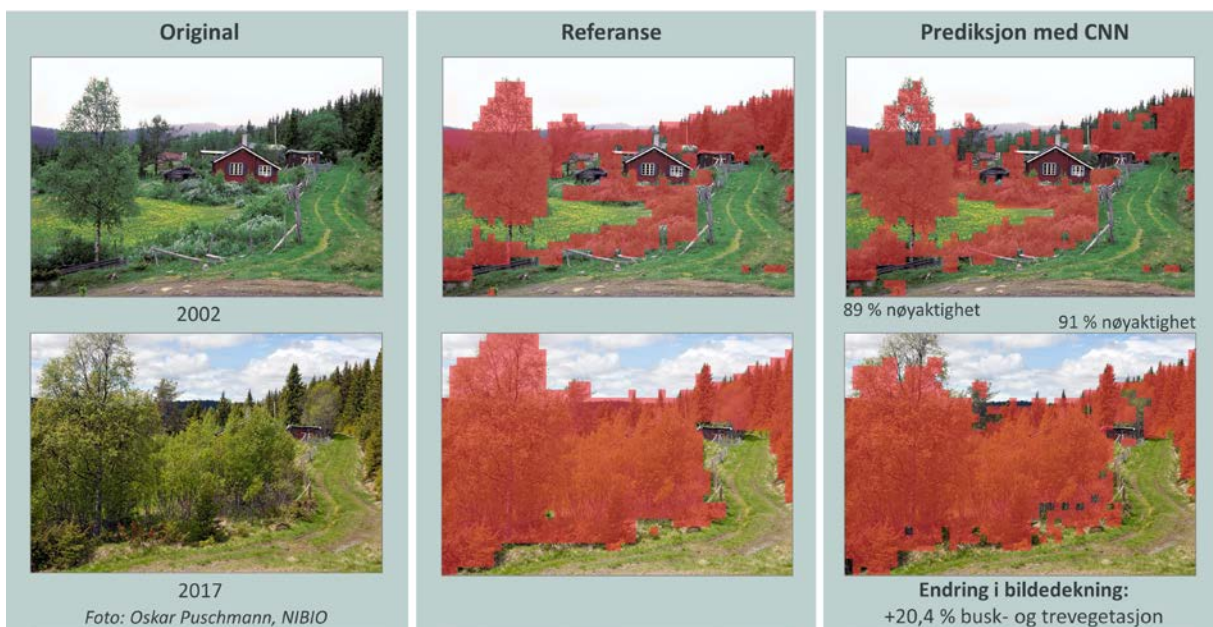 Original
2002
2017
Foto: Oskar Puschmann, NIBIO
Referanse
Prediksjon med CNN
89 % nøyaktighet
91 % nøyaktighet
Endring i bildedekning:
+20,4 % busk- og trevegetasjon